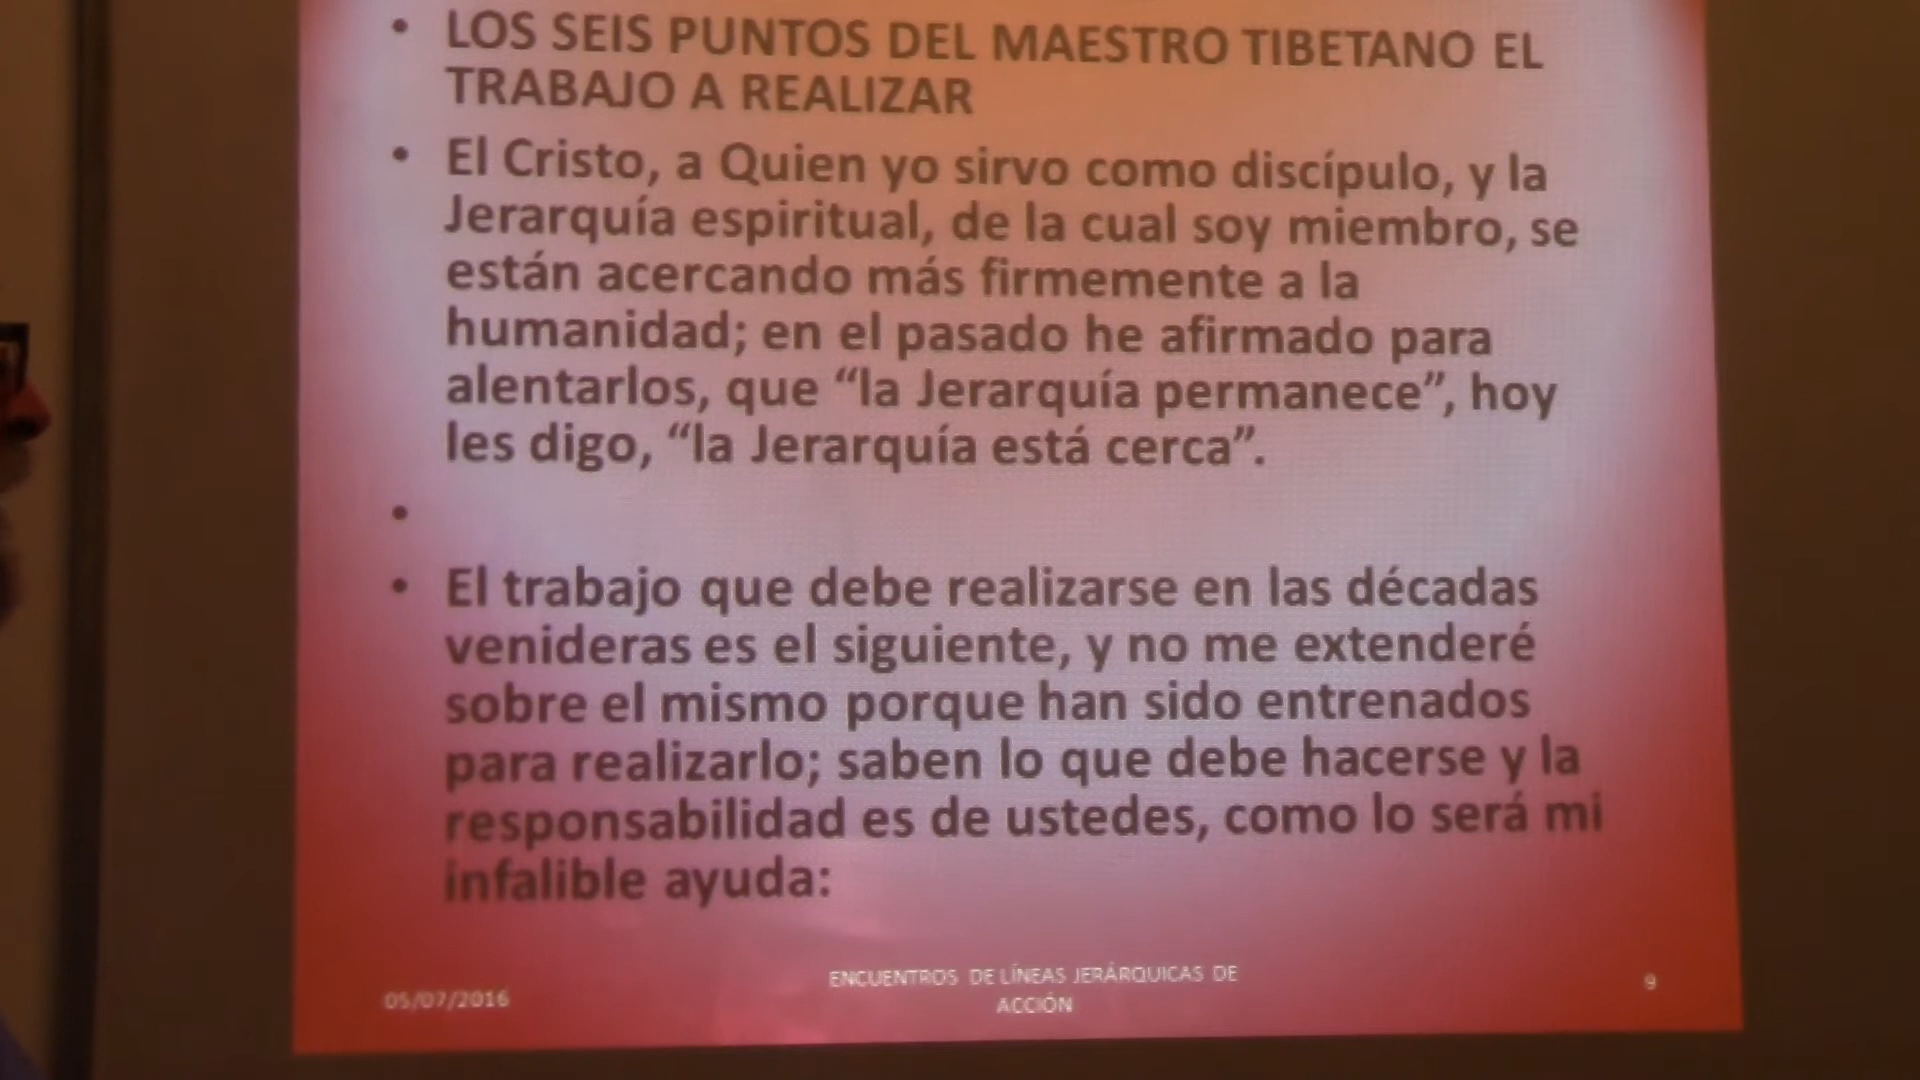 • LOS SEIS PUNTOS DEL MAESTRO TIBETANO EL
TRABAJO A REALIZAR
• El Cristo, a Quien yo sirvo como discípulo, y la
Jerarquía espiritual, de la cual soy miembro, se
están acercando más firmemente a la
humanidad; en el pasado he afirmado para
alentarlos, que “la Jerarquía permanece”, hoy
les digo, “la Jerarquía está cerca”.
•
• El trabajo que debe realizarse en las décadas
venideras es el siguiente, y no me extenderé
sobre el mismo porque han sido entrenados
para realizarlo; saben lo que debe hacerse y la
responsabilidad es de ustedes, como lo será mi
infalible ayuda:
05/07/2016
ENCUENTROS DE LÍNEAS JERÁRQUICAS DE
ACCIÓN
9